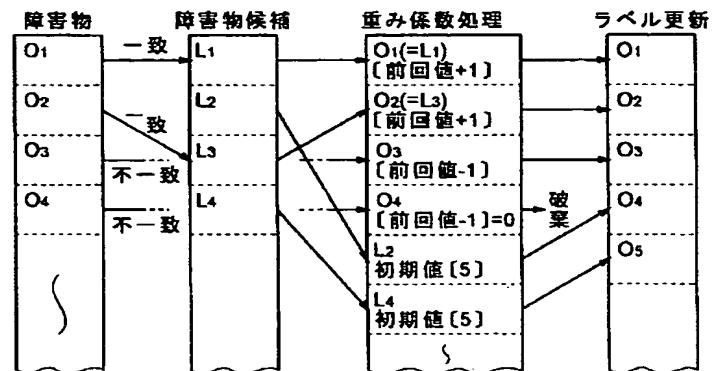 障害物
障害物候補
重み係数処理
ラベル更新
O1
一致
L1
O1(=L1)
[前回値+1]
O1
O2
一致
L2
O2(=L3)
[前回値+1]
O2
O3
不一致
L3
O3
[前回値-1]
O3
O4
不一致
L4
O4
[前回値-1]=0
破棄
O4
L2
初期値[5]
O5
L4
初期値[5]